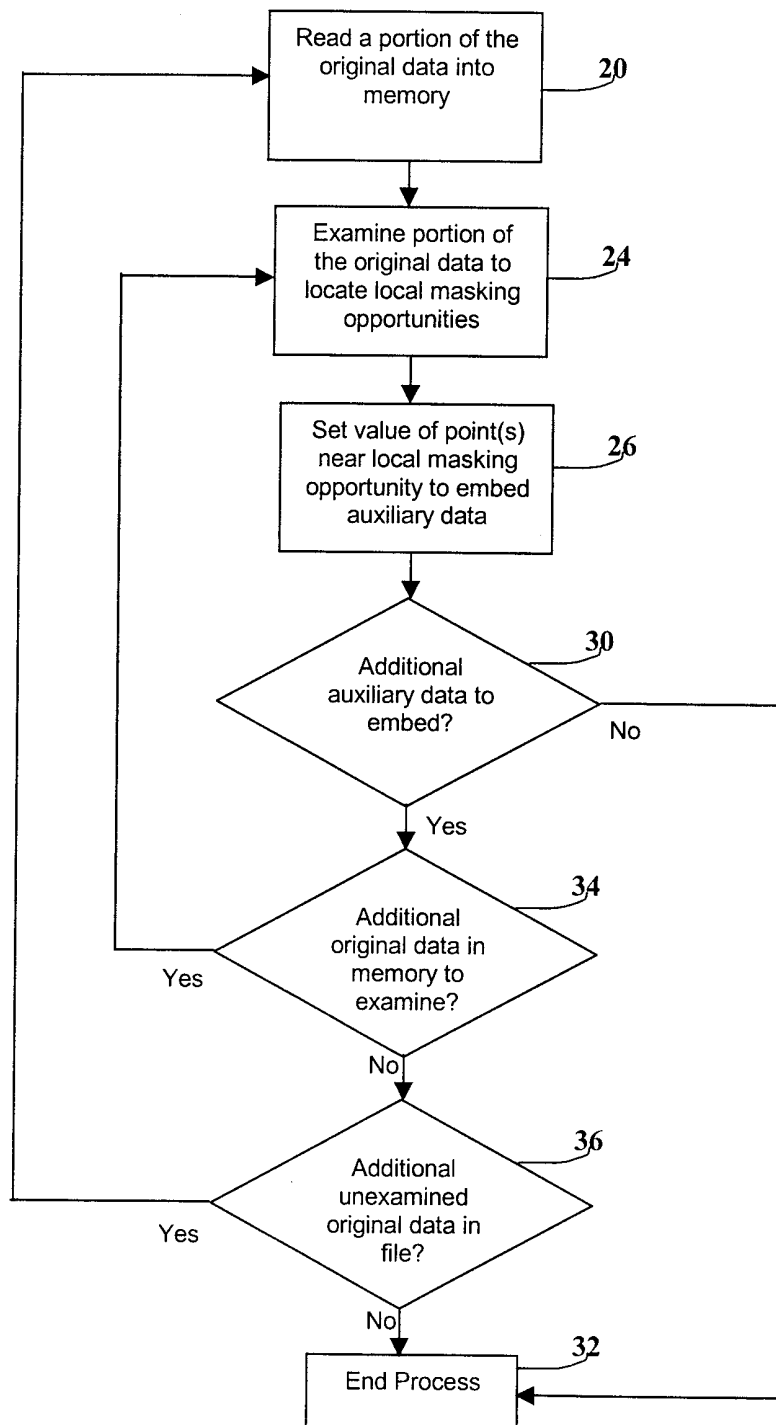 Read a portion of the
original data into
memory
20
Examine portion of
the original data to
locate local masking
opportunities
24
Set value of point(s)
near local masking
opportunity to embed
auxiliary data
26
30
Additional
auxiliary data to
embed?
No
Yes
34
Additional
original data in
memory to
examine?
Yes
No
36
Additional
unexamined
original data in
file?
Yes
No
32
End Process